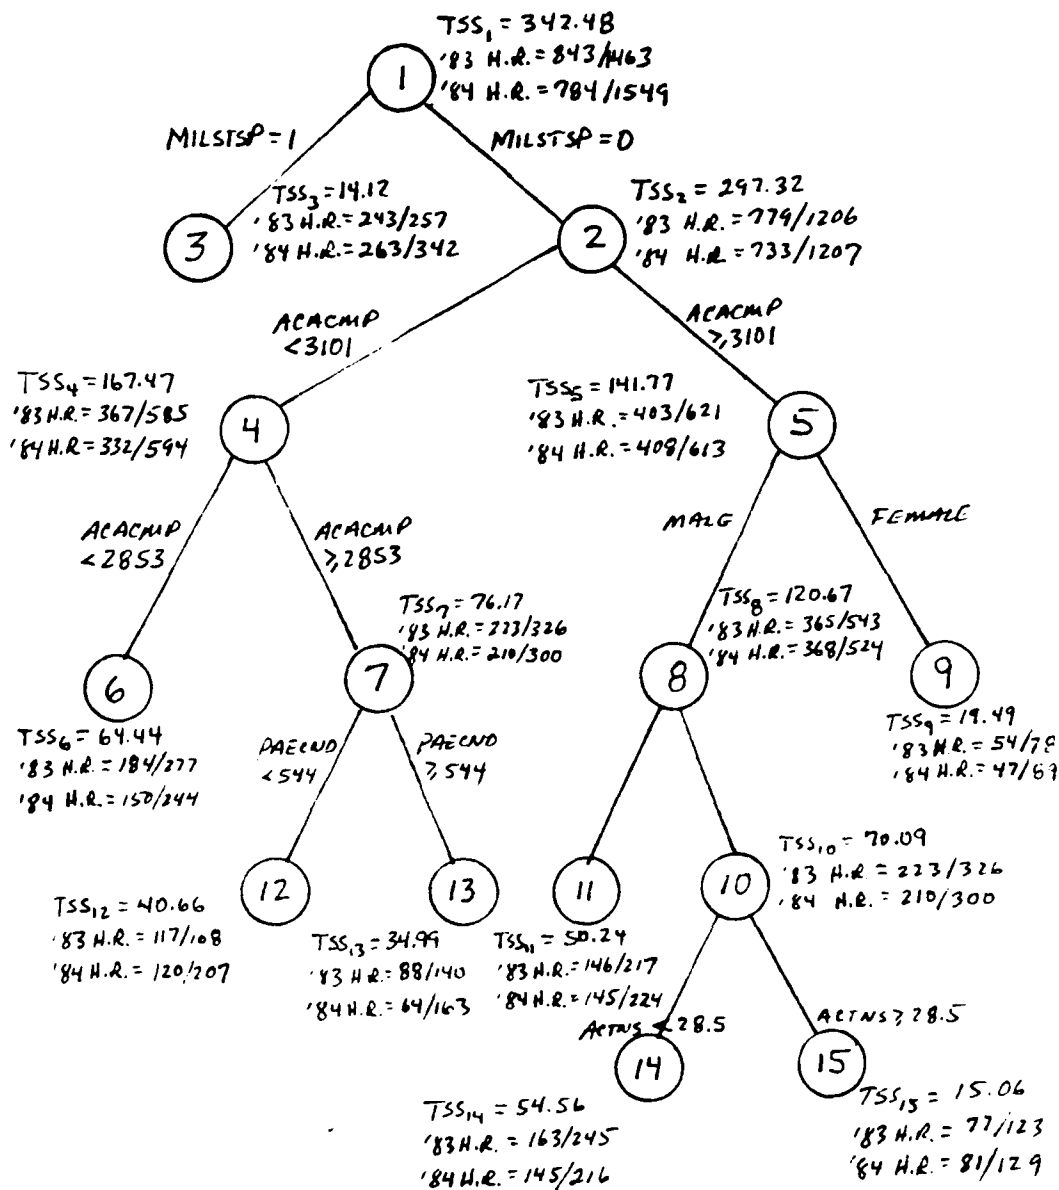 TSS₁ = 342.48
'83 H.R. = 843/1463
'84 H.R. = 784/1549
1
MILSTSP = 1
MILSTSP = 0
TSS₃ = 14.12
'83 H.R. = 243/257
'84 H.R. = 263/342
3
TSS₂ = 297.32
'83 H.R. = 779/1206
'84 H.R. = 733/1207
2
ACACMP
<3101
ACACMP
≥3101
TSS₄ = 167.47
'83 H.R. = 367/585
'84 H.R. = 332/594
4
TSS₅ = 141.77
'83 H.R. = 403/621
'84 H.R. = 408/613
5
ACACMP
<2853
ACACMP
≥2853
MALE
FEMALE
TSS₇ = 76.17
'83 H.R. = 223/326
'84 H.R. = 210/300
TSS₈ = 120.67
'83 H.R. = 365/543
'84 H.R. = 368/524
6
7
8
9
TSS₆ = 64.44
'83 H.R. = 184/277
'84 H.R. = 150/244
PAECND
<544
PAECND
≥544
TSS₉ = 19.49
'83 H.R. = 54/78
'84 H.R. = 47/
12
13
11
10
TSS₁₀ = 70.09
'83 H.R. = 223/326
'84 H.R. = 210/300
TSS₁₂ = 40.66
'83 H.R. = 117/108
'84 H.R. = 120/207
TSS₁₃ = 34.99
'83 H.R. = 88/140
'84 H.R. = 64/163
TSS₁₁ = 50.24
'83 H.R. = 146/217
'84 H.R. = 145/224
ACTNS < 28.5
ACTNS ≥ 28.5
14
15
TSS₁₄ = 54.56
'83 H.R. = 163/245
'84 H.R. = 145/216
TSS₁₅ = 15.06
'83 H.R. = 77/123
'84 H.R. = 81/129